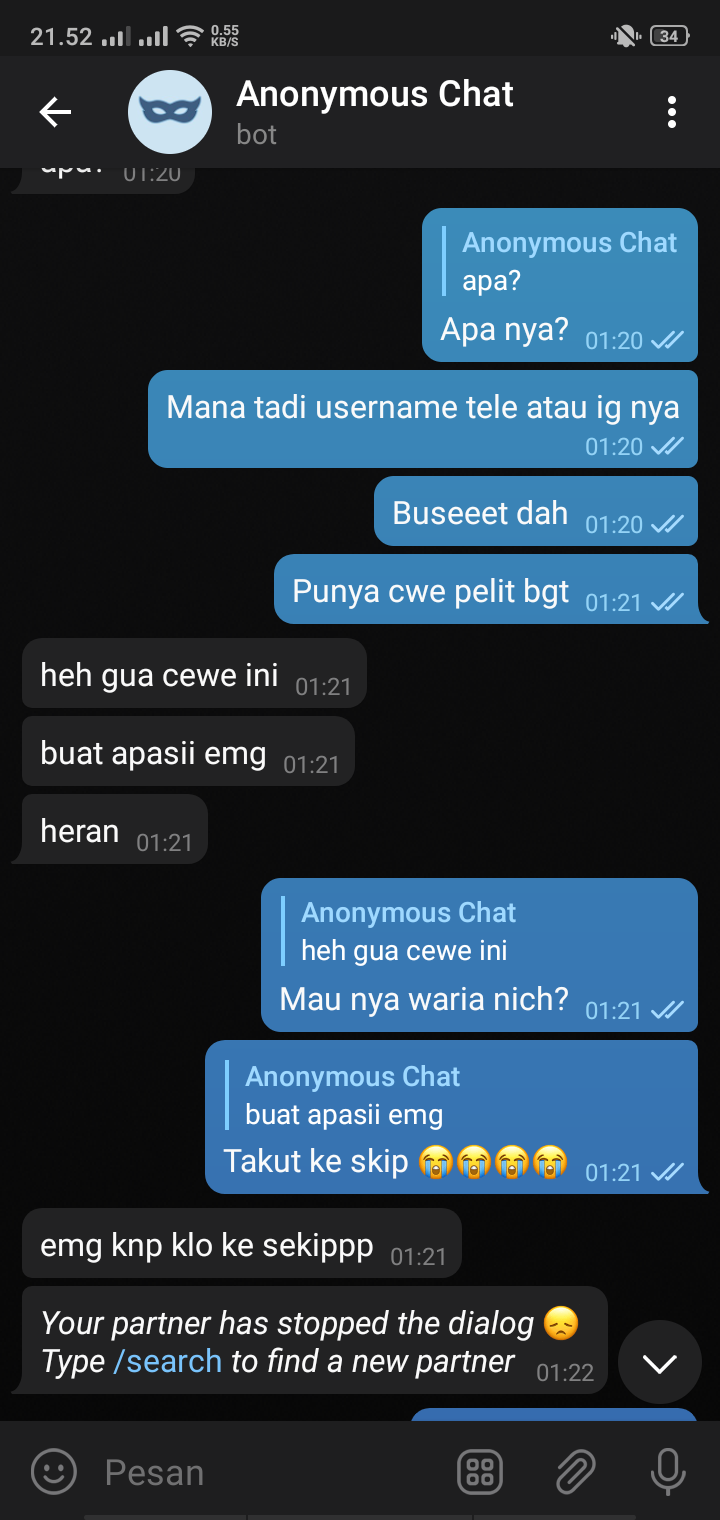 21.52
0.55
KB/S
34
Anonymous Chat
bot
apa? 01:20
Anonymous Chat
apa?
Apa nya? 01:20
Mana tadi username tele atau ig nya
01:20
Buseeet dah 01:20
Punya cwe pelit bgt 01:21
heh gua cewe ini 01:21
buat apasii emg 01:21
heran 01:21
Anonymous Chat
heh gua cewe ini
Mau nya waria nich? 01:21
Anonymous Chat
buat apasii emg
Takut ke skip 😭😭😭😭 01:21
emg knp klo ke sekippp 01:21
Your partner has stopped the dialog 😞
Type /search to find a new partner 01:22
Pesan